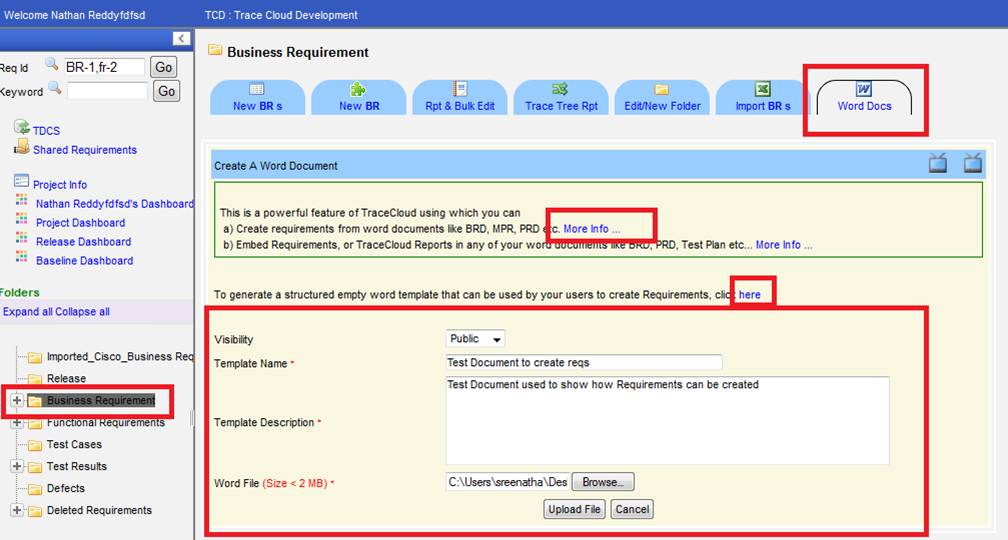 Welcome Nathan Reddyfdfsd
TCD : Trace Cloud Development
<
Req Id BR-1,fr-2 Go
Keyword Go
TDCS
Shared Requirements
Project Info
Nathan Reddyfdfsd's Dashboard
Project Dashboard
Release Dashboard
Baseline Dashboard
Folders
Expand all Collapse all
Imported_Cisco_Business Req
Release
Business Requirement
Functional Requirements
Test Cases
Test Results
Defects
Deleted Requirements
Business Requirement
New BR s
New BR
Rpt & Bulk Edit
Trace Tree Rpt
Edit/New Folder
Import BR s
Word Docs
Create A Word Document
This is a powerful feature of TraceCloud using which you can
a) Create requirements from word documents like BRD, MPR, PRD etc. More Info ...
b) Embed Requirements, or TraceCloud Reports in any of your word documents like BRD, PRD, Test Plan etc... More Info ...
To generate a structured empty word template that can be used by your users to create Requirements, click here
Visibility Public
Template Name * Test Document to create reqs
Template Description * Test Document used to show how Requirements can be created
Word File (Size < 2 MB) * C:\Users\sreenatha\Des Browse...
Upload File Cancel